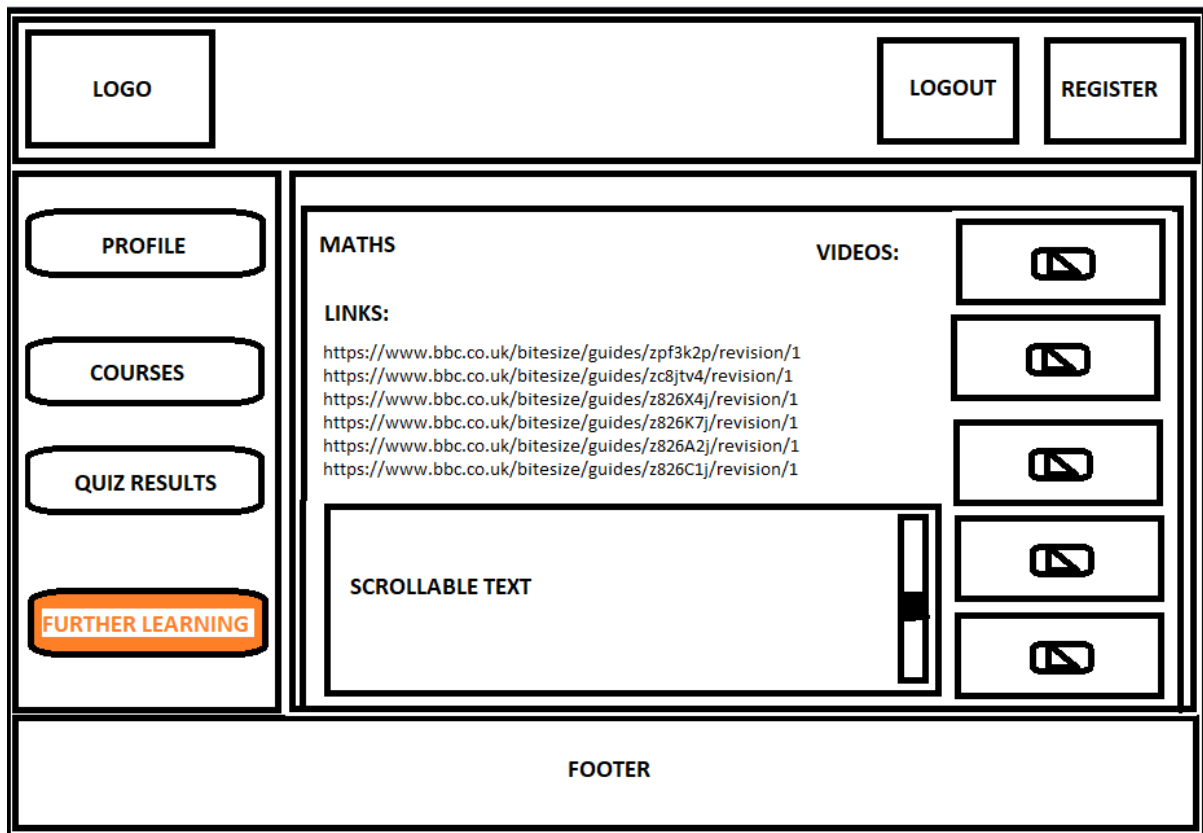 LOGO
LOGOUT
REGISTER
PROFILE
COURSES
QUIZ RESULTS
FURTHER LEARNING
MATHS
VIDEOS:
LINKS:
https://www.bbc.co.uk/bitesize/guides/zpf3k2p/revision/1
https://www.bbc.co.uk/bitesize/guides/zc8jtv4/revision/1
https://www.bbc.co.uk/bitesize/guides/z826X4j/revision/1
https://www.bbc.co.uk/bitesize/guides/z826K7j/revision/1
https://www.bbc.co.uk/bitesize/guides/z826A2j/revision/1
https://www.bbc.co.uk/bitesize/guides/z826C1j/revision/1
SCROLLABLE TEXT
FOOTER